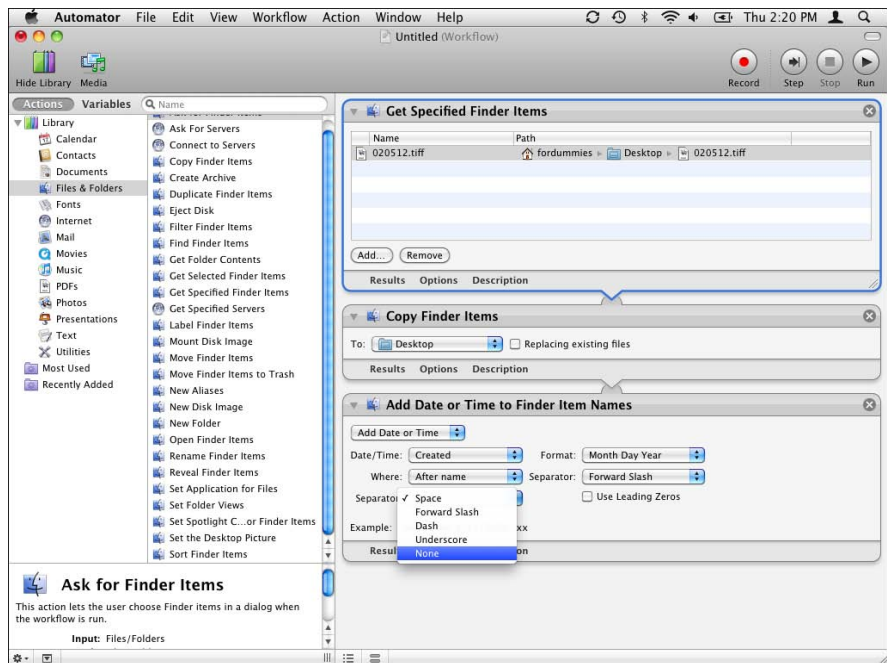 Automator File Edit View Workflow Action Window Help Thu 2:20 PM
Untitled (Workflow)
Hide Library Media Record Step Stop Run
Actions Variables Name
Library
Calendar
Contacts
Documents
Files & Folders
Fonts
Internet
Mail
Movies
Music
PDFs
Photos
Presentations
Text
Utilities
Most Used
Recently Added
Ask For Servers
Connect to Servers
Copy Finder Items
Create Archive
Duplicate Finder Items
Eject Disk
Filter Finder Items
Find Finder Items
Get Folder Contents
Get Selected Finder Items
Get Specified Finder Items
Get Specified Servers
Label Finder Items
Mount Disk Image
Move Finder Items
Move Finder Items to Trash
New Aliases
New Disk Image
New Folder
Open Finder Items
Rename Finder Items
Reveal Finder Items
Set Application for Files
Set Folder Views
Set Spotlight C...or Finder Items
Set the Desktop Picture
Sort Finder Items
Ask for Finder Items
This action lets the user choose Finder items in a dialog when
the workflow is run.
Input: Files/Folders
Get Specified Finder Items
Name Path
020512.tiff fordummies Desktop 020512.tiff
Add... Remove
Results Options Description
Copy Finder Items
To: Desktop Replacing existing files
Results Options Description
Add Date or Time to Finder Item Names
Add Date or Time
Date/Time: Created Format: Month Day Year
Where: After name Separator: Forward Slash
Separato Use Leading Zeros
✓ Space
Forward Slash
Dash
Underscore
None
Example: xx
Resul on